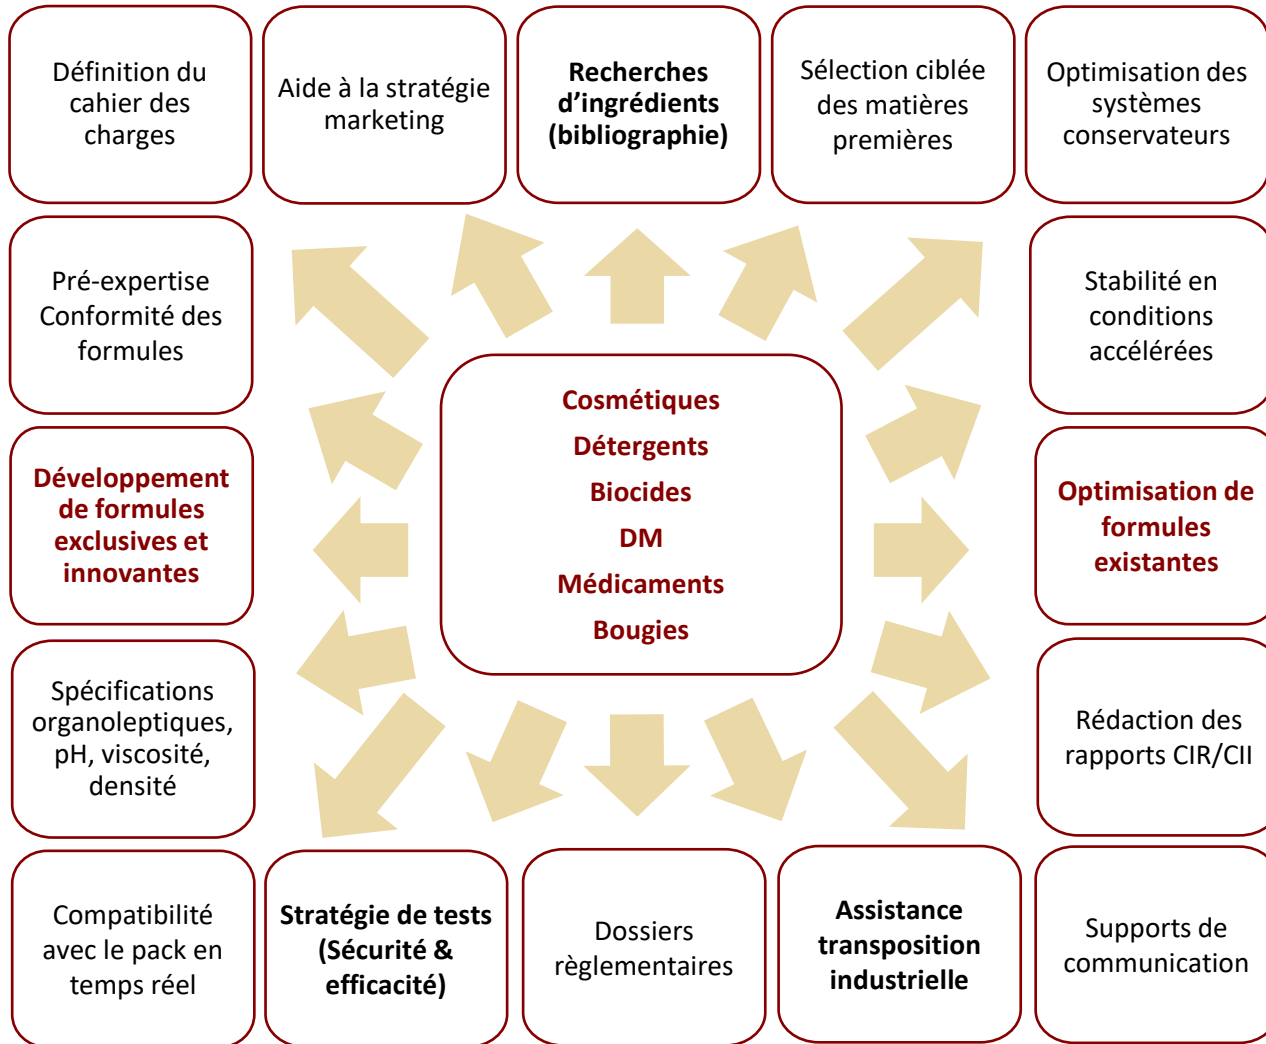 Définition du
cahier des
charges
Aide à la stratégie
marketing
Recherches
d'ingrédients
(bibliographie)
Sélection ciblée
des matières
premières
Optimisation des
systèmes
conservateurs
Pré-expertise
Conformité des
formules
Stabilité en
conditions
accélérées
Cosmétiques
Détergents
Biocides
DM
Médicaments
Bougies
Développement
de formules
exclusives et
innovantes
Optimisation de
formules
existantes
Spécifications
organoleptiques,
pH, viscosité,
densité
Rédaction des
rapports CIR/CII
Compatibilité
avec le pack en
temps réel
Stratégie de tests
(Sécurité &
efficacité)
Dossiers
règlementaires
Assistance
transposition
industrielle
Supports de
communication